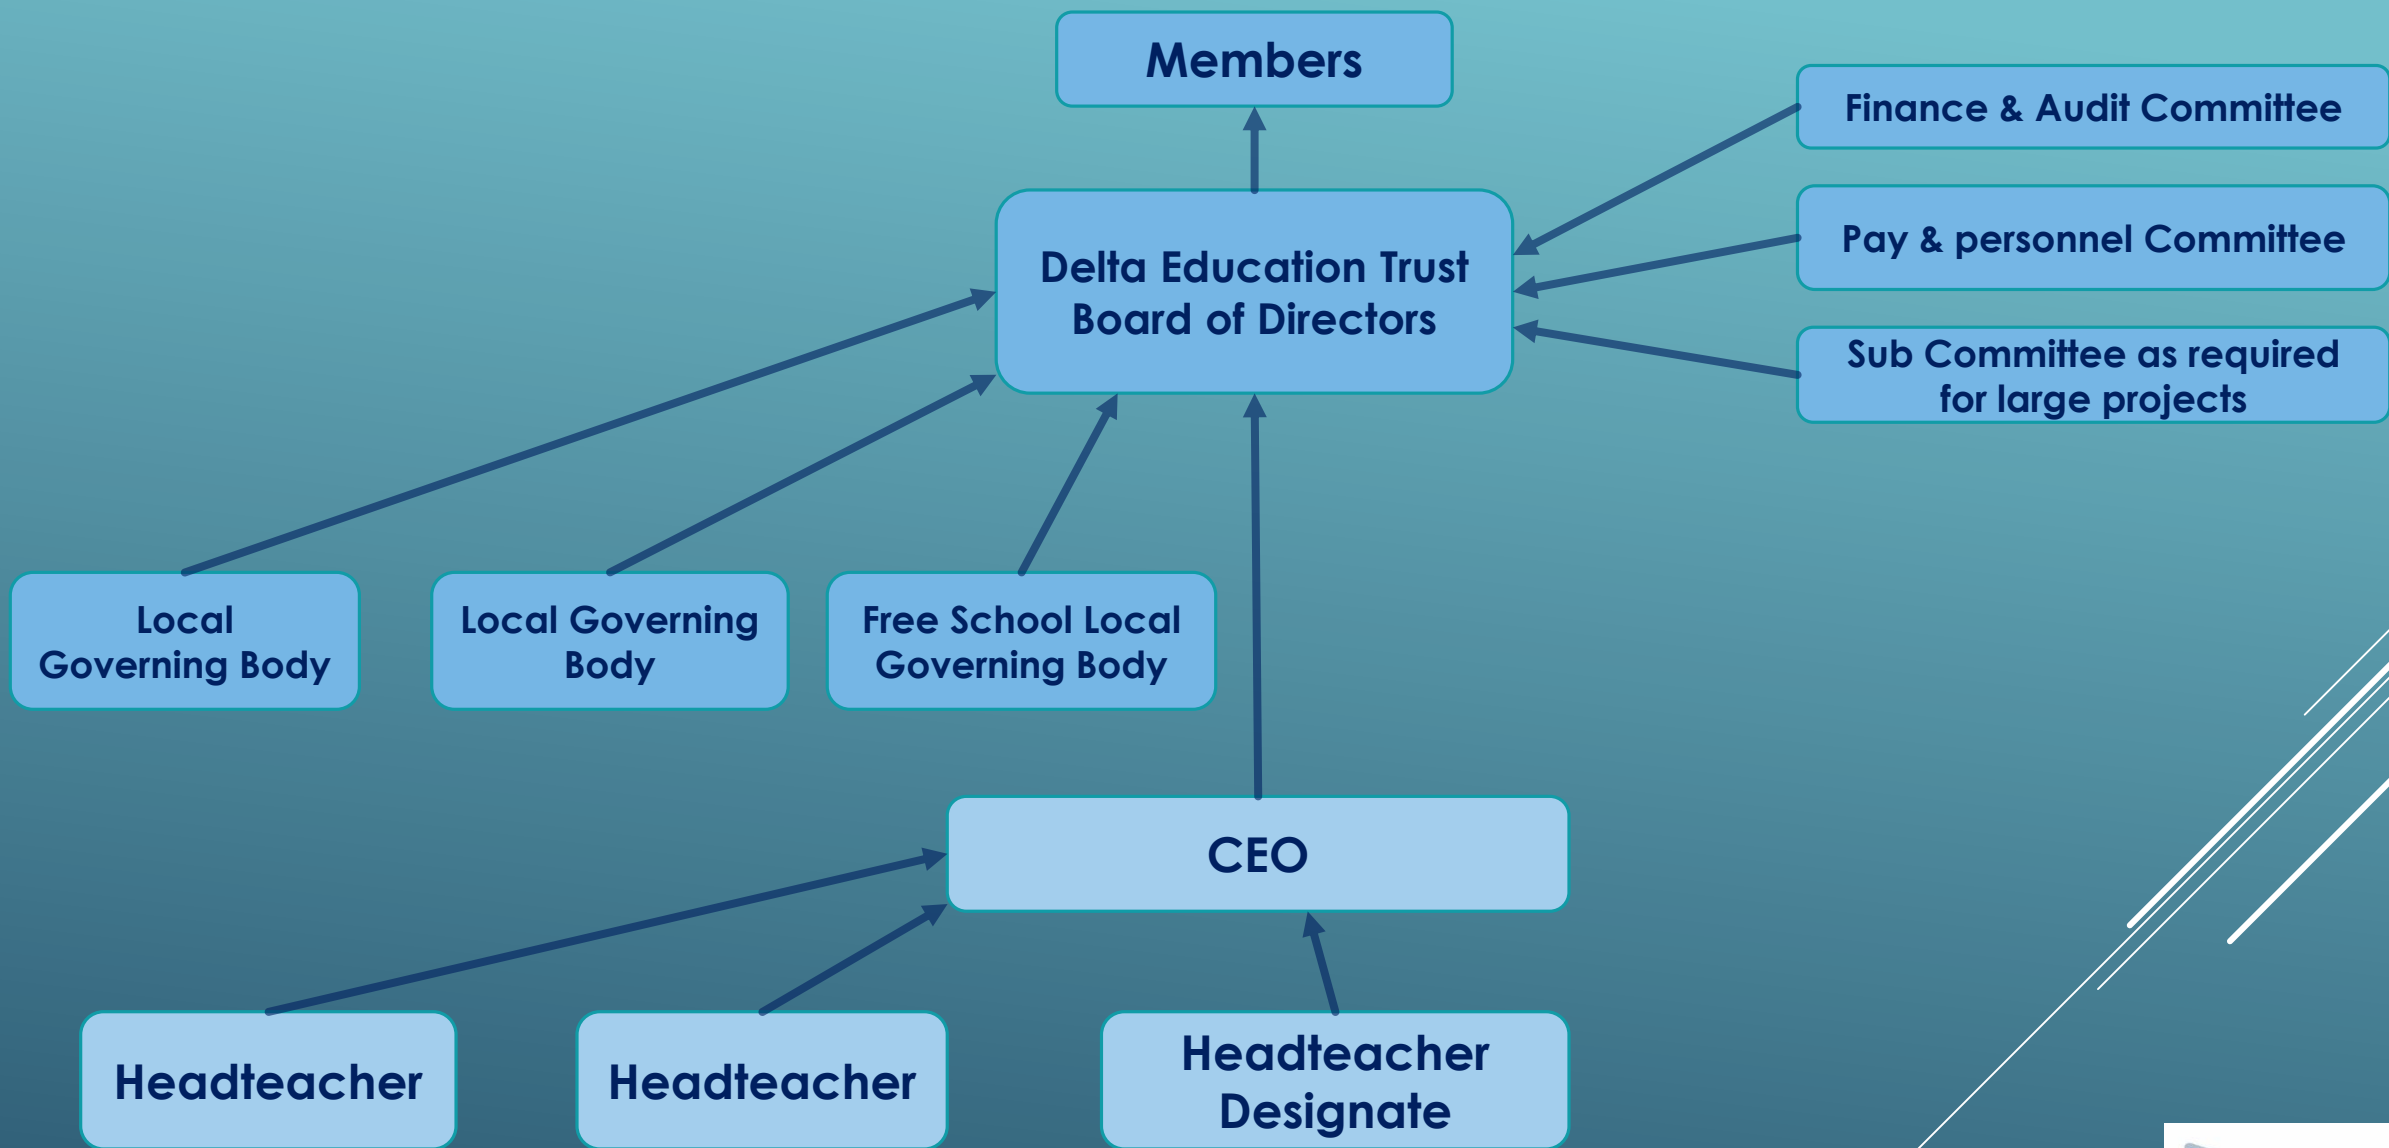 Members
Finance & Audit Committee
Pay & personnel Committee
Sub Committee as required
for large projects
Delta Education Trust
Board of Directors
Local
Governing Body
Local Governing
Body
Free School Local
Governing Body
CEO
Headteacher
Headteacher
Headteacher
Designate